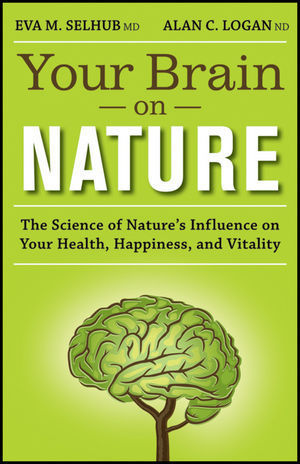 EVA M. SELHUB MD ALAN C. LOGAN ND
Your Brain
— on —
NATURE
The Science of Nature's Influence on
Your Health, Happiness, and Vitality